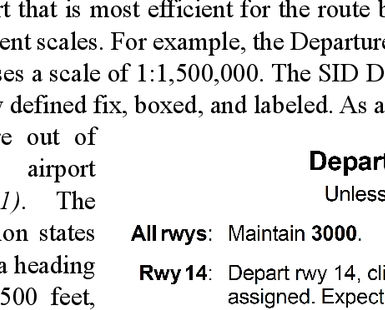 rt that is most efficient for the route b
ent scales. For example, the Departure
ses a scale of 1:1,500,000. The SID D
y defined fix, boxed, and labeled. As a
re out of
airport
1). The
ion states
a heading
500 feet,
Depart
Unless
All rwys: Maintain 3000.
Rwy 14: Depart rwy 14, cli
assigned. Expect